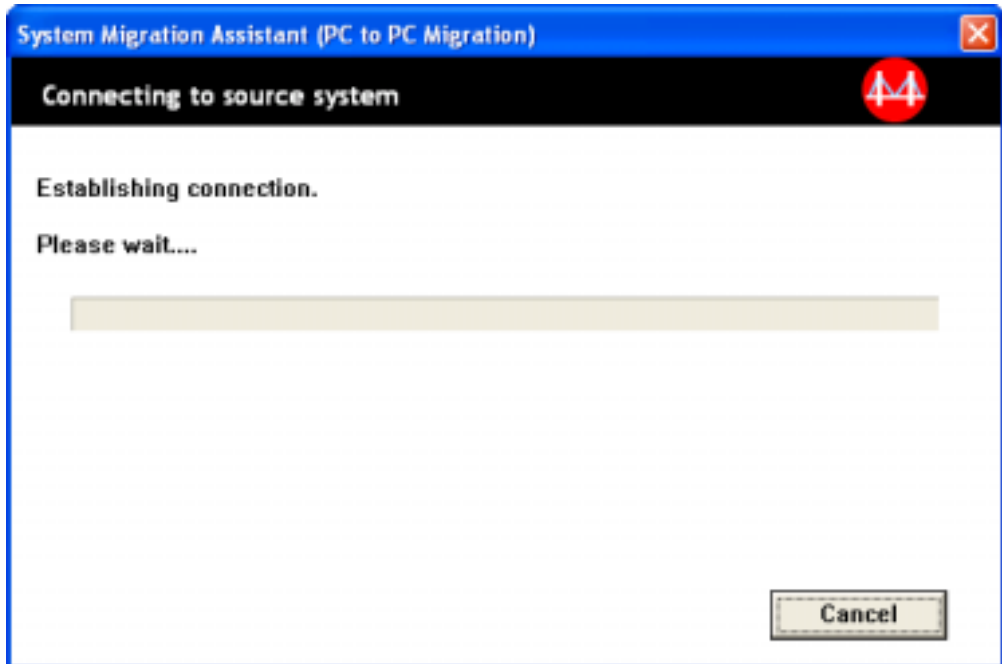 System Migration Assistant (PC to PC Migration)
Connecting to source system
Establishing connection.
Please wait....
Cancel